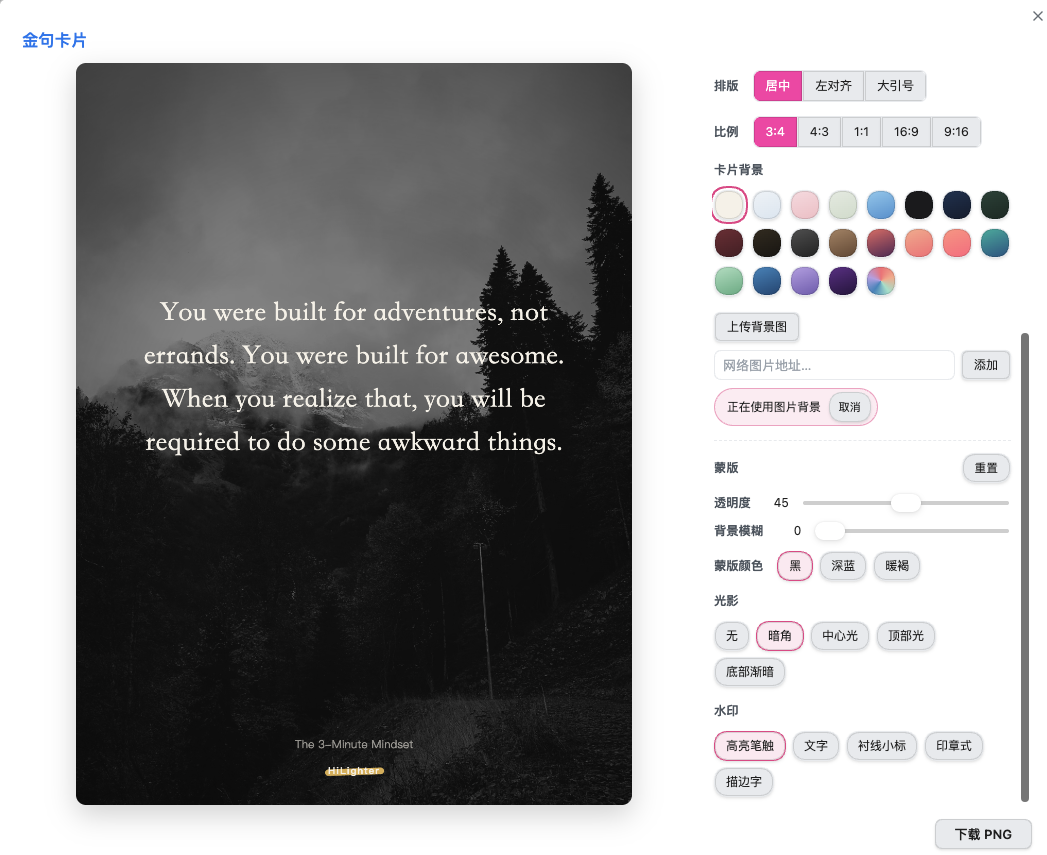 金句卡片
You were built for adventures, not
errands. You were built for awesome.
When you realize that, you will be
required to do some awkward things.
The 3-Minute Mindset
HiLighter
排版 居中 左对齐 大引号
比例 3:4 4:3 1:1 16:9 9:16
卡片背景
上传背景图
网络图片地址... 添加
正在使用图片背景 取消
蒙版 重置
透明度 45
背景模糊 0
蒙版颜色 黑 深蓝 暖褐
光影
无 暗角 中心光 顶部光
底部渐暗
水印
高亮笔触 文字 衬线小标 印章式
描边字
下载 PNG